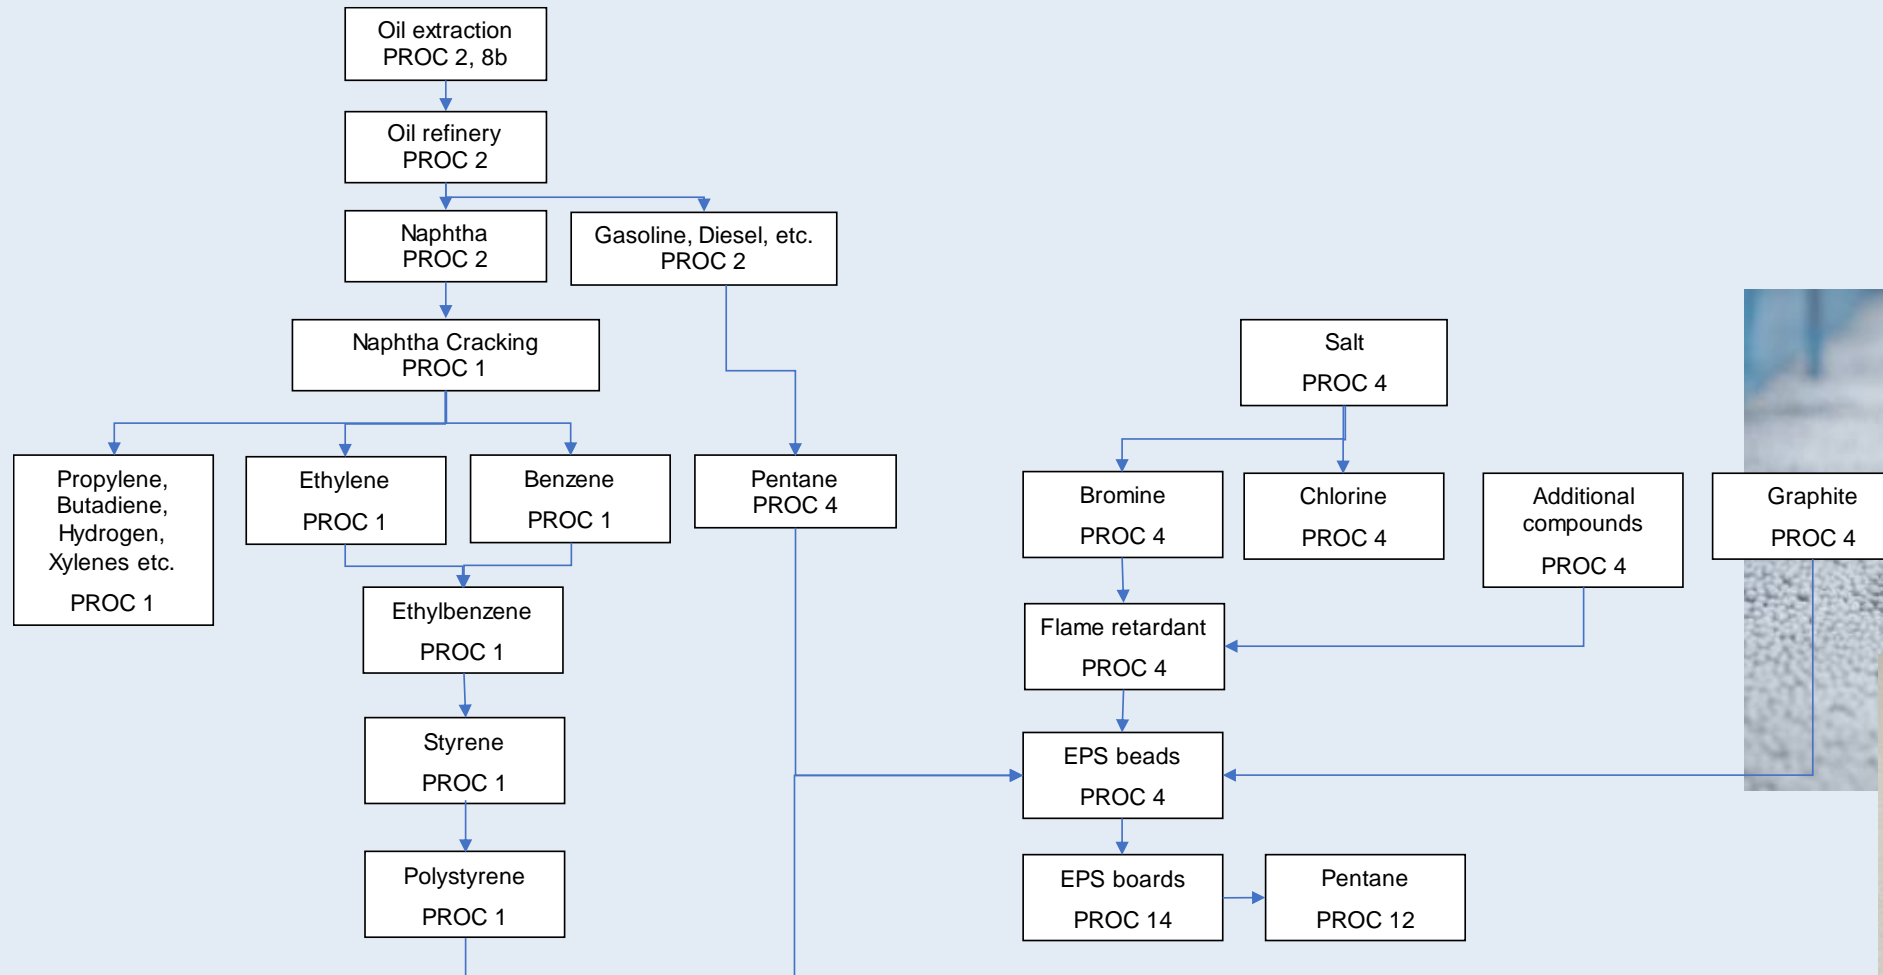 Oil extraction
PROC 2, 8b
Oil refinery
PROC 2
Naphtha
PROC 2
Gasoline, Diesel, etc.
PROC 2
Naphtha Cracking
PROC 1
Salt
PROC 4
Propylene,
Butadiene,
Hydrogen,
Xylenes etc.
PROC 1
Ethylene
PROC 1
Benzene
PROC 1
Pentane
PROC 4
Bromine
PROC 4
Chlorine
PROC 4
Additional
compounds
PROC 4
Graphite
PROC 4
Ethylbenzene
PROC 1
Flame retardant
PROC 4
Styrene
PROC 1
EPS beads
PROC 4
Polystyrene
PROC 1
EPS boards
PROC 14
Pentane
PROC 12